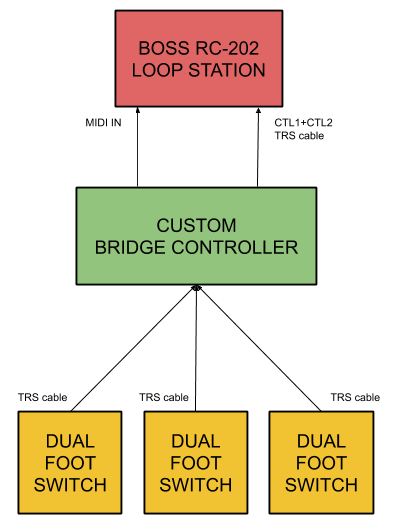 BOSS RC-202
LOOP STATION
MIDI IN
CTL1+CTL2
TRS cable
CUSTOM
BRIDGE CONTROLLER
TRS cable
TRS cable
TRS cable
DUAL
FOOT
SWITCH
DUAL
FOOT
SWITCH
DUAL
FOOT
SWITCH